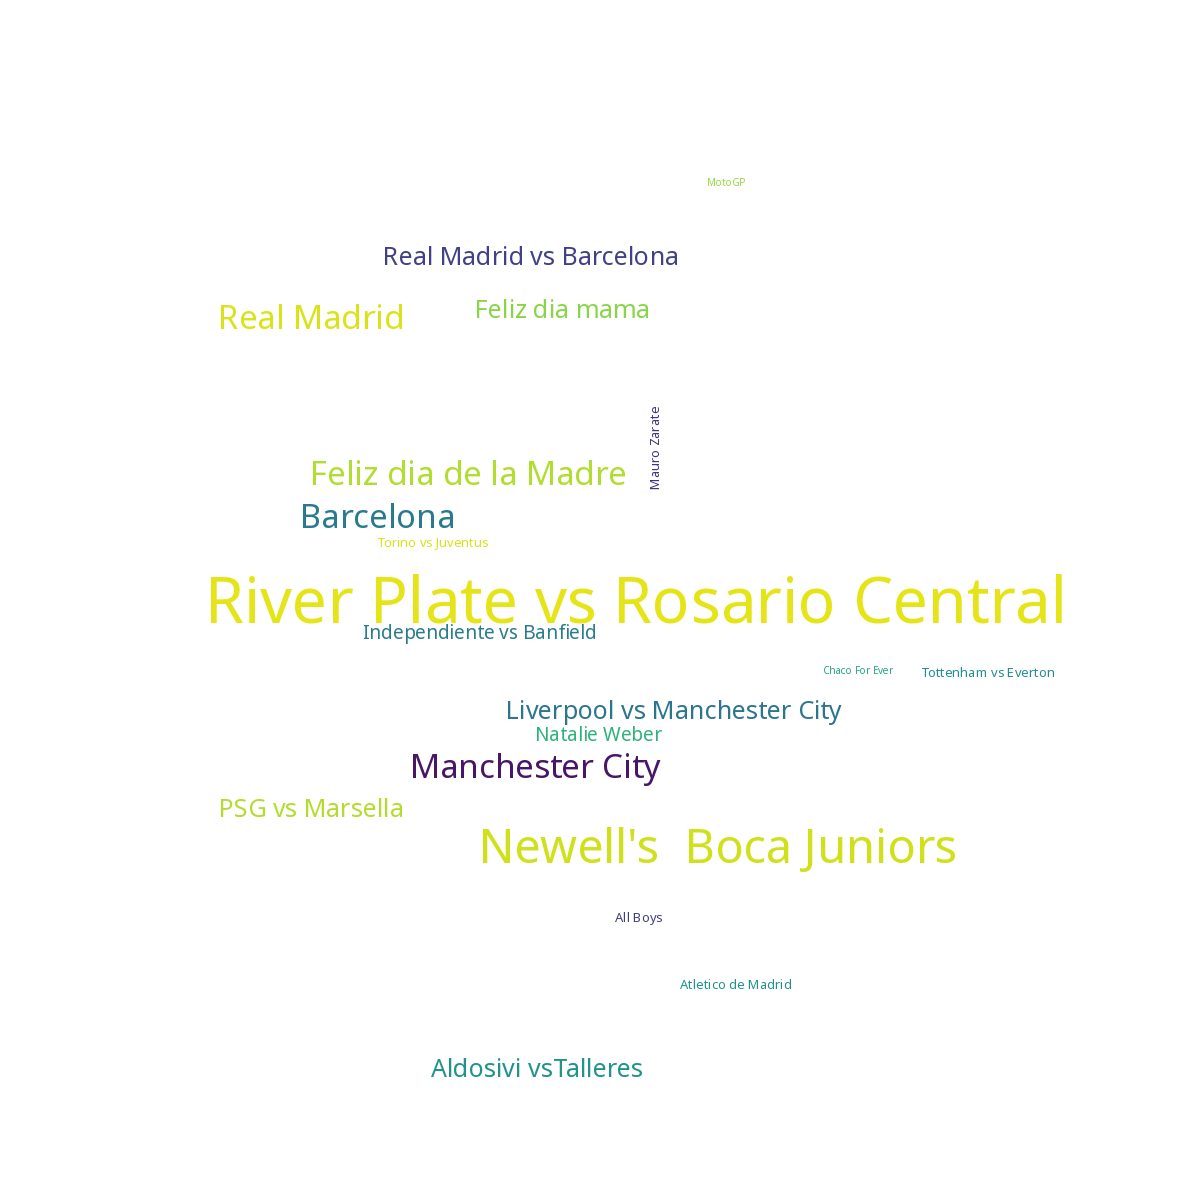 MotoGP
Real Madrid vs Barcelona
Feliz dia mama
Real Madrid
Mauro Zarate
Feliz dia de la Madre
Barcelona
Torino vs Juventus
River Plate vs Rosario Central
Independiente vs Banfield
Chaco For Ever
Tottenham vs Everton
Liverpool vs Manchester City
Natalie Weber
Manchester City
PSG vs Marsella
Newell's  Boca Juniors
All Boys
Atletico de Madrid
Aldosivi vsTalleres